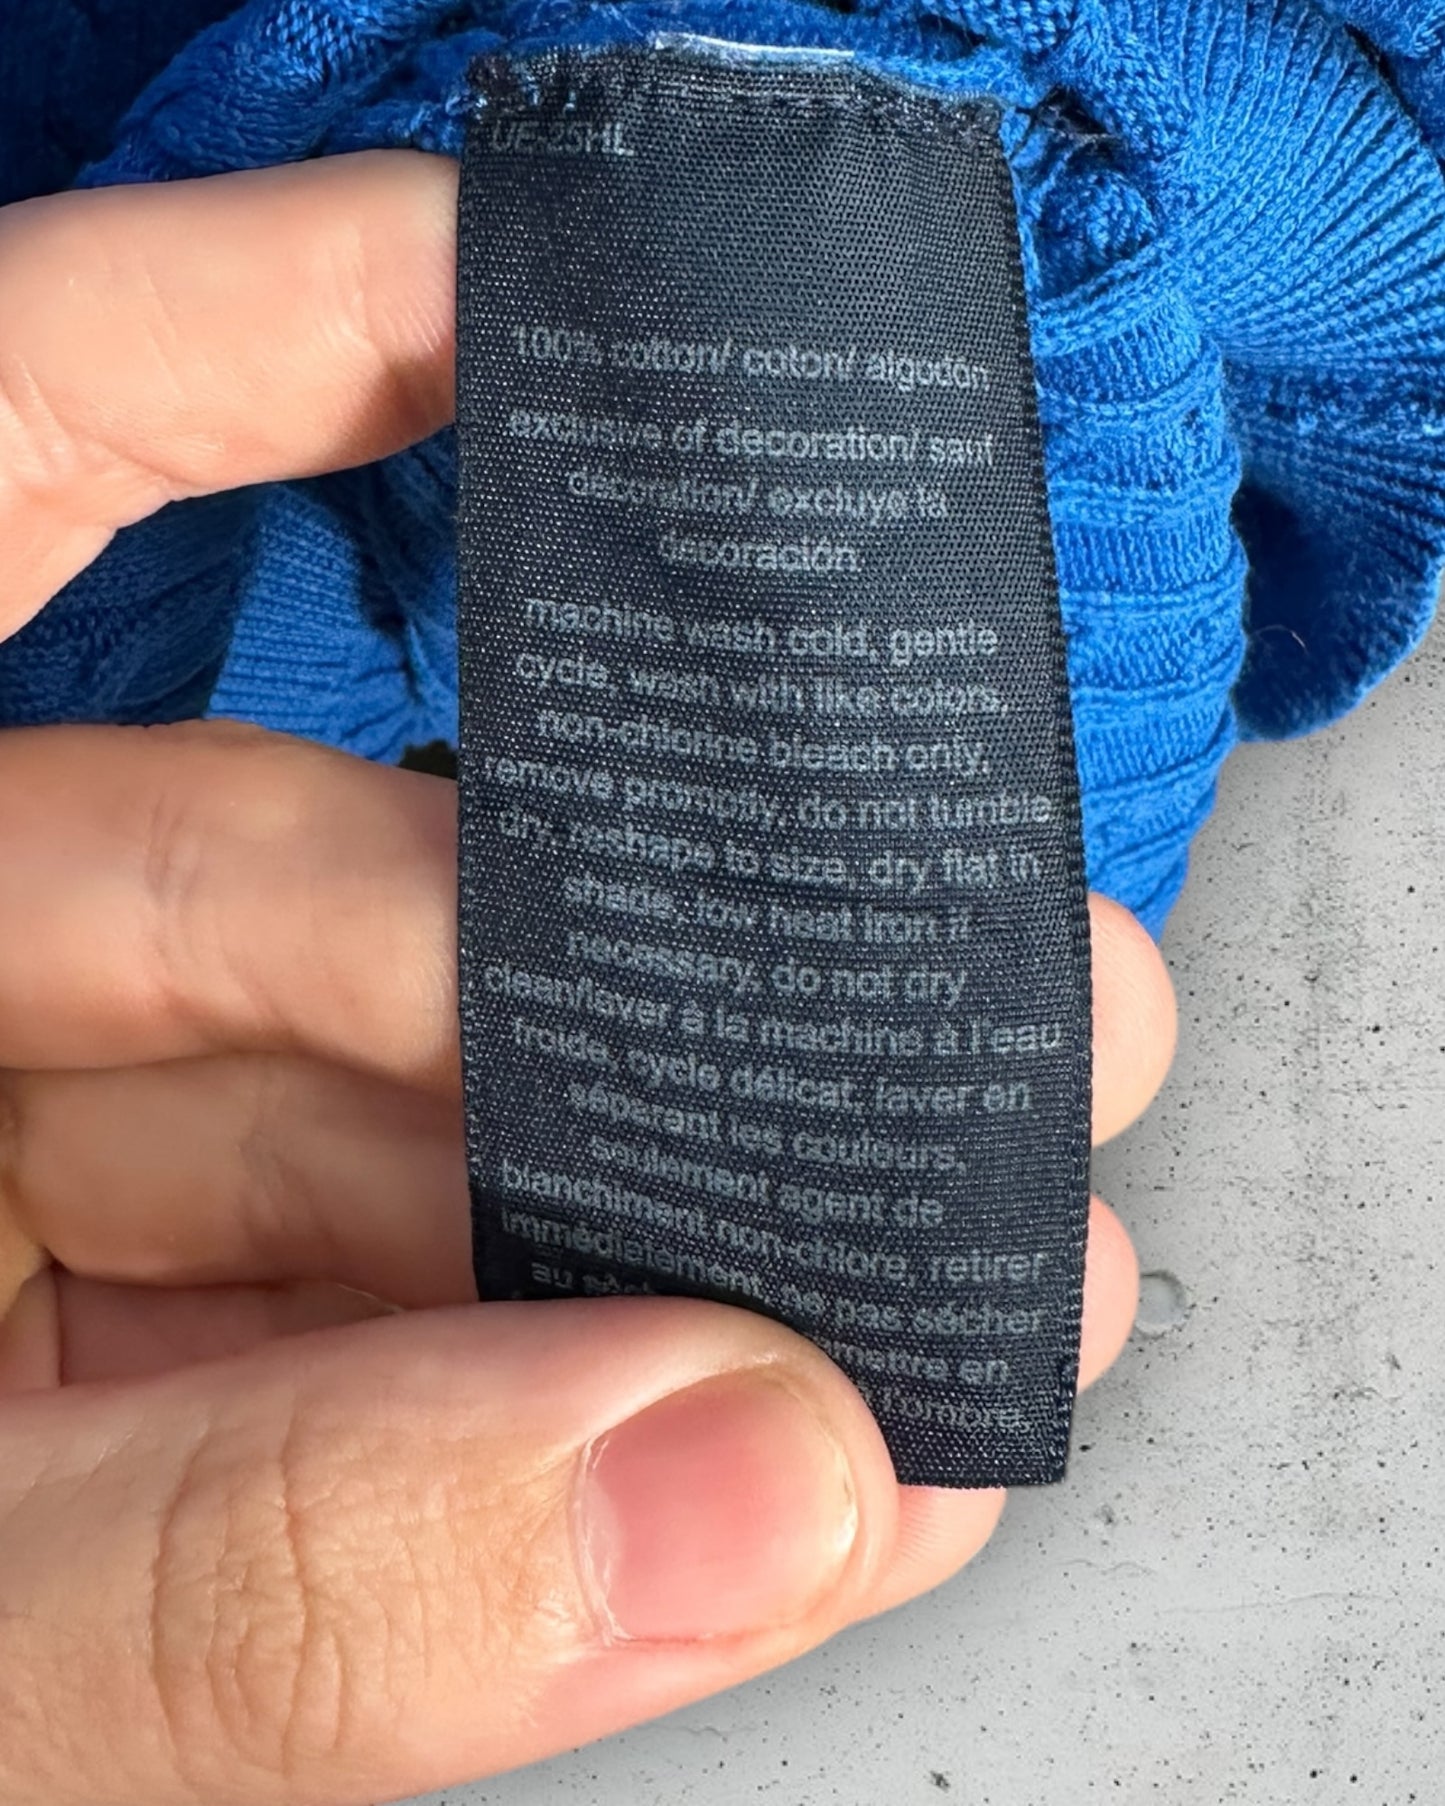 100% cotton/ coton/ algodón
exclusive of decoration/ sauf
décoration/ excluye la
decoración
machine wash cold, gentle
cycle, wash with like colors,
non-chlorine bleach only,
remove promptly, do not tumble
dry, reshape to size, dry flat in
shade, low heat iron if
necessary, do not dry
clean/laver à la machine à l'eau
froide, cycle délicat, laver en
séparant les couleurs,
seulement agent de
blanchiment non-chlore, retirer
immédiatement, ne pas sécher
au
en
l'ombre,